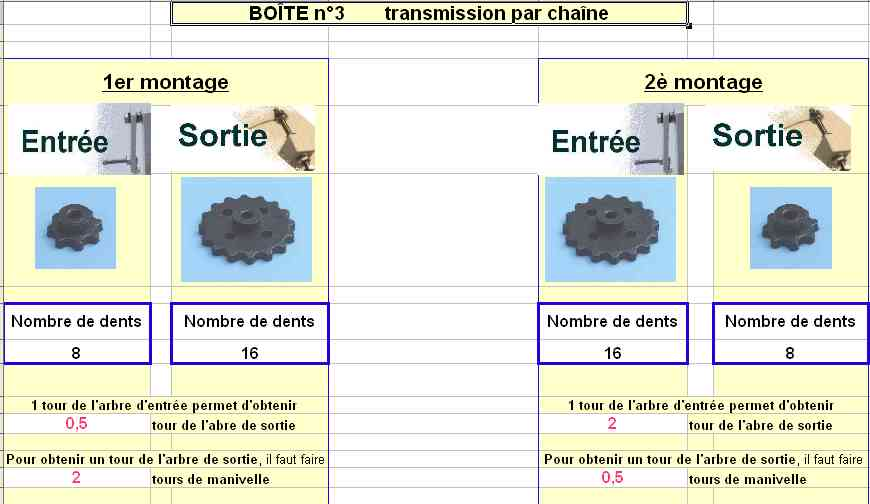 BOÎTE n°3 transmission par chaîne
1er montage
Entrée Sortie
Nombre de dents Nombre de dents
8 16
1 tour de l'arbre d'entrée permet d'obtenir
0,5 tour de l'abre de sortie
Pour obtenir un tour de l'arbre de sortie, il faut faire
2 tours de manivelle
2è montage
Entrée Sortie
Nombre de dents Nombre de dents
16 8
1 tour de l'arbre d'entrée permet d'obtenir
2 tour de l'abre de sortie
Pour obtenir un tour de l'arbre de sortie, il faut faire
0,5 tours de manivelle